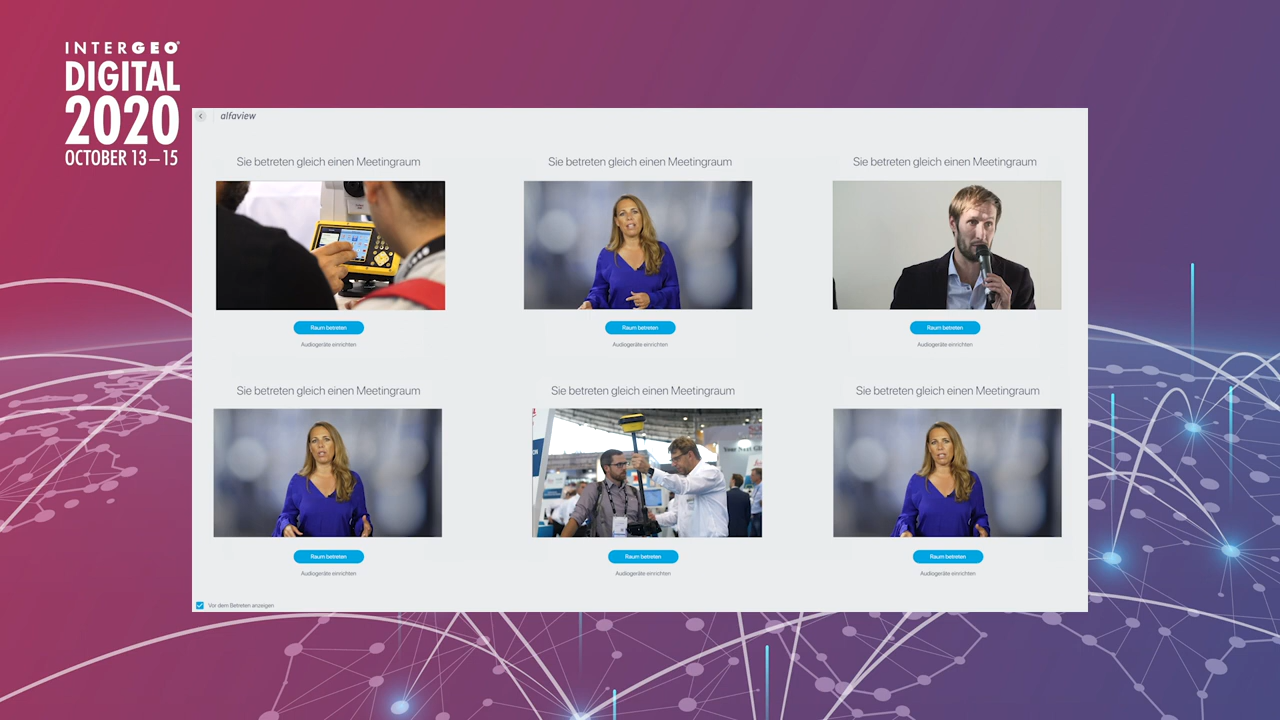 INTERGEO®
DIGITAL
2020
OCTOBER 13–15
alfaview
Sie betreten gleich einen Meetingraum
Sie betreten gleich einen Meetingraum
Sie betreten gleich einen Meetingraum
Raum betreten
Raum betreten
Raum betreten
Audiogeräte einrichten
Audiogeräte einrichten
Audiogeräte einrichten
Sie betreten gleich einen Meetingraum
Sie betreten gleich einen Meetingraum
Sie betreten gleich einen Meetingraum
Your Next
Raum betreten
Raum betreten
Raum betreten
Audiogeräte einrichten
Audiogeräte einrichten
Audiogeräte einrichten
Vor dem Betreten anzeigen